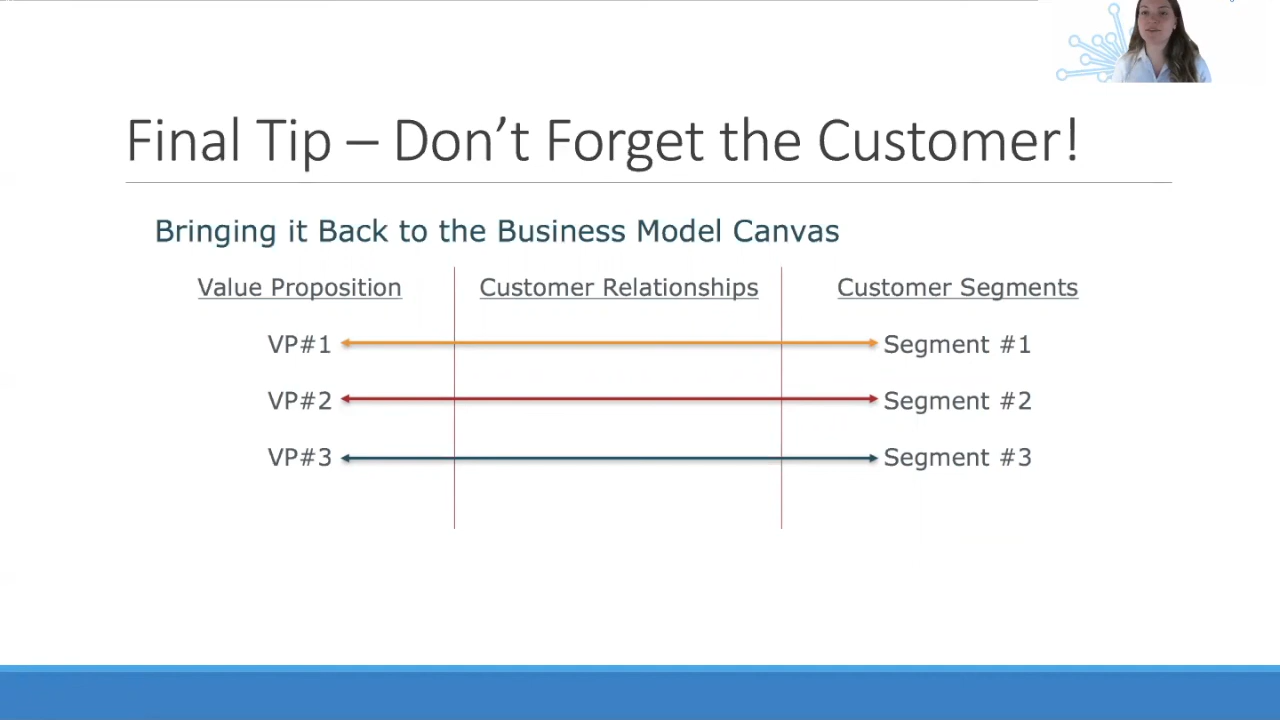 Final Tip – Don’t Forget the Customer!
Bringing it Back to the Business Model Canvas
Value Proposition Customer Relationships Customer Segments
VP#1 Segment #1
VP#2 Segment #2
VP#3 Segment #3